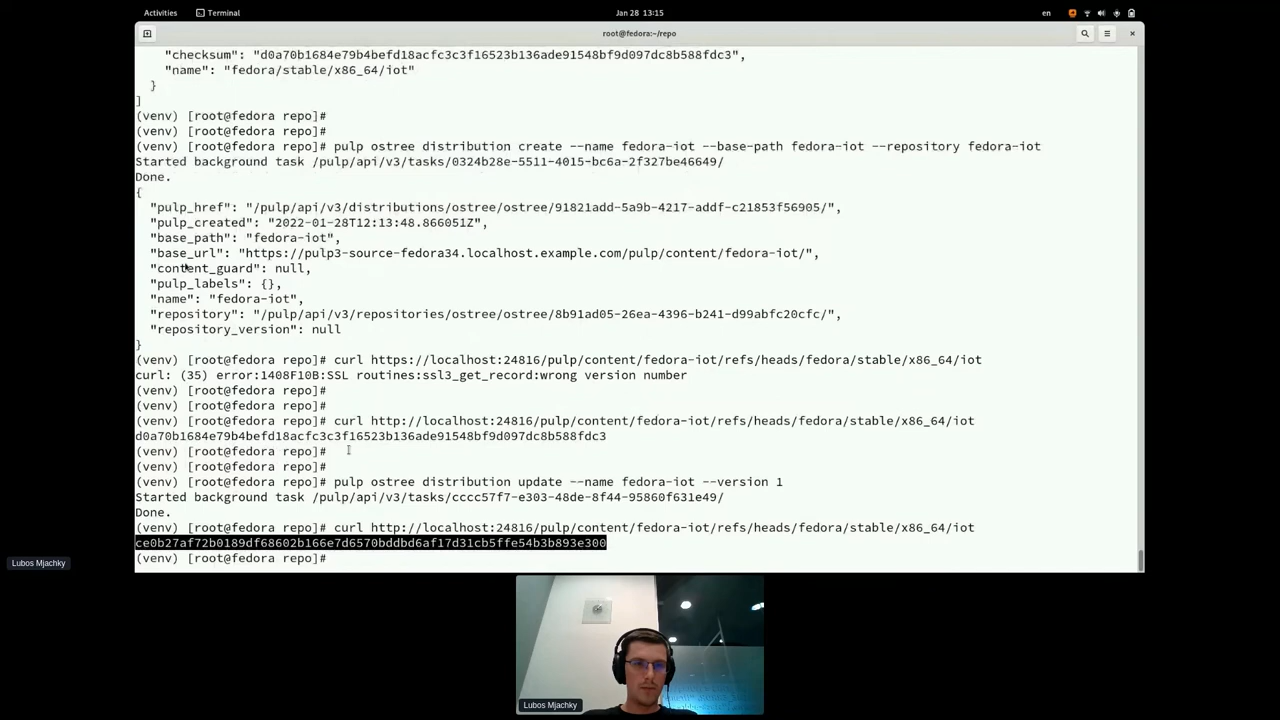 Activities
Terminal
Jan 28 13:15
en
root@fedora:~/repo
"checksum": "d0a70b1684e79b4befd18acfc3c3f16523b136ade91548bf9d097dc8b588fdc3",
"name": "fedora/stable/x86_64/iot"
}
]
(venv) [root@fedora repo]#
(venv) [root@fedora repo]#
(venv) [root@fedora repo]# pulp ostree distribution create --name fedora-iot --base-path fedora-iot --repository fedora-iot
Started background task /pulp/api/v3/tasks/0324b28e-5511-4015-bc6a-2f327be46649/
Done.
{
"pulp_href": "/pulp/api/v3/distributions/ostree/ostree/91821add-5a9b-4217-addf-c21853f56905/",
"pulp_created": "2022-01-28T12:13:48.866051Z",
"base_path": "fedora-iot",
"base_url": "https://pulp3-source-fedora34.localhost.example.com/pulp/content/fedora-iot/",
"content_guard": null,
"pulp_labels": {},
"name": "fedora-iot",
"repository": "/pulp/api/v3/repositories/ostree/ostree/8b91ad05-26ea-4396-b241-d99abfc20cfc/",
"repository_version": null
}
(venv) [root@fedora repo]# curl https://localhost:24816/pulp/content/fedora-iot/refs/heads/fedora/stable/x86_64/iot
curl: (35) error:1408F10B:SSL routines:ssl3_get_record:wrong version number
(venv) [root@fedora repo]#
(venv) [root@fedora repo]#
(venv) [root@fedora repo]# curl http://localhost:24816/pulp/content/fedora-iot/refs/heads/fedora/stable/x86_64/iot
d0a70b1684e79b4befd18acfc3c3f16523b136ade91548bf9d097dc8b588fdc3
(venv) [root@fedora repo]#
(venv) [root@fedora repo]#
(venv) [root@fedora repo]# pulp ostree distribution update --name fedora-iot --version 1
Started background task /pulp/api/v3/tasks/cccc57f7-e303-48de-8f44-95860f631e49/
Done.
(venv) [root@fedora repo]# curl http://localhost:24816/pulp/content/fedora-iot/refs/heads/fedora/stable/x86_64/iot
ce0b27af72b0189df68602b166e7d6570bddbd6af17d31cb5ffe54b3b893e300
(venv) [root@fedora repo]#
Lubos Mjachky
Lubos Mjachky